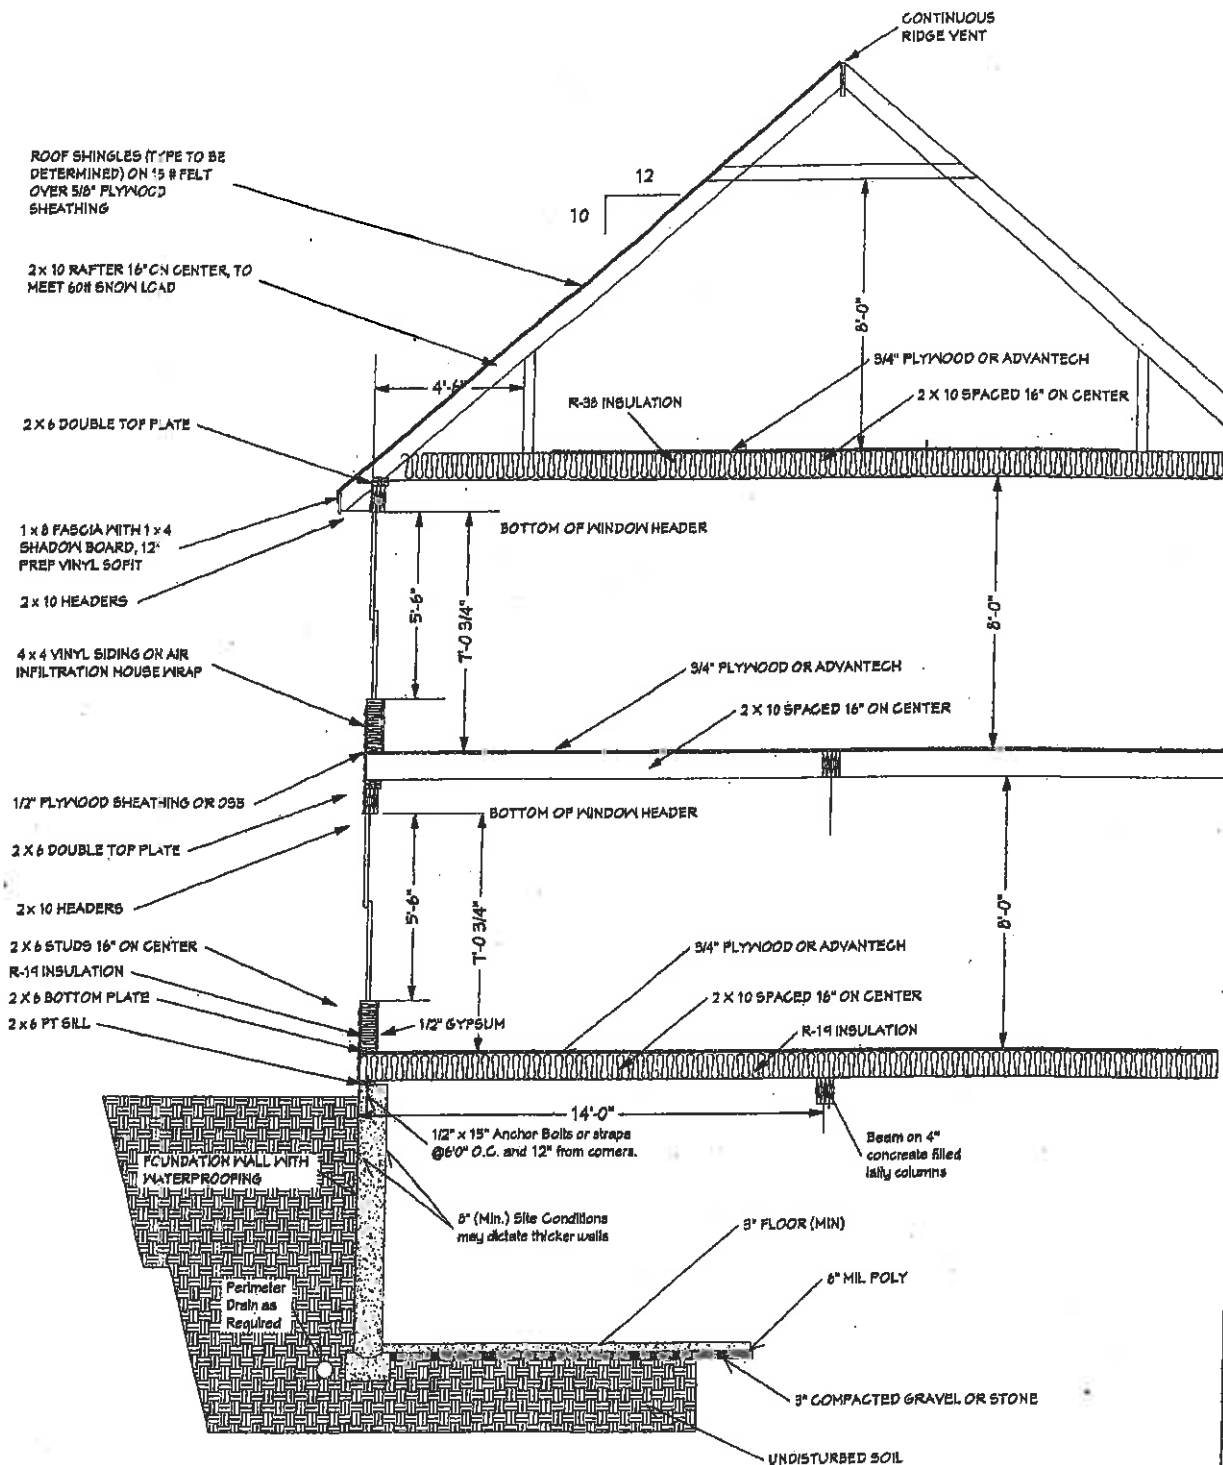 CONTINUOUS
RIDGE VENT
ROOF SHINGLES (TYPE TO BE
DETERMINED) ON 15 # FELT
OVER 5/8" PLYWOOD
SHEATHING
12
10
2 x 10 RAFTER 16" ON CENTER, TO
MEET 60# SNOW LOAD
8'-0"
4'-6"
3/4" PLYWOOD OR ADVANTECH
R-38 INSULATION
2 X 10 SPACED 16" ON CENTER
2 X 6 DOUBLE TOP PLATE
1 x 8 FASCIA WITH 1 x 4
SHADOW BOARD, 12"
PREF VINYL SOFIT
BOTTOM OF WINDOW HEADER
2 x 10 HEADERS
5'-6"
7'-0 3/4"
8'-0"
4 x 4 VINYL SIDING ON AIR
INFILTRATION HOUSE WRAP
3/4" PLYWOOD OR ADVANTECH
2 X 10 SPACED 16" ON CENTER
1/2" PLYWOOD SHEATHING OR OSB
BOTTOM OF WINDOW HEADER
2 X 6 DOUBLE TOP PLATE
2 x 10 HEADERS
5'-6"
7'-0 3/4"
8'-0"
2 X 6 STUDS 16" ON CENTER
R-19 INSULATION
2 X 6 BOTTOM PLATE
2 x 6 PT SILL
1/2" GYPSUM
3/4" PLYWOOD OR ADVANTECH
2 X 10 SPACED 16" ON CENTER
R-19 INSULATION
14'-0"
1/2" x 15" Anchor Bolts or straps
@6'0" O.C. and 12" from corners.
Beam on 4"
concreate filled
lally columns
FOUNDATION WALL WITH
WATERPROOFING
8" (Min.) Site Conditions
may dictate thicker walls
3" FLOOR (MIN)
6" MIL POLY
Perimeter
Drain as
Required
3" COMPACTED GRAVEL OR STONE
UNDISTURBED SOIL